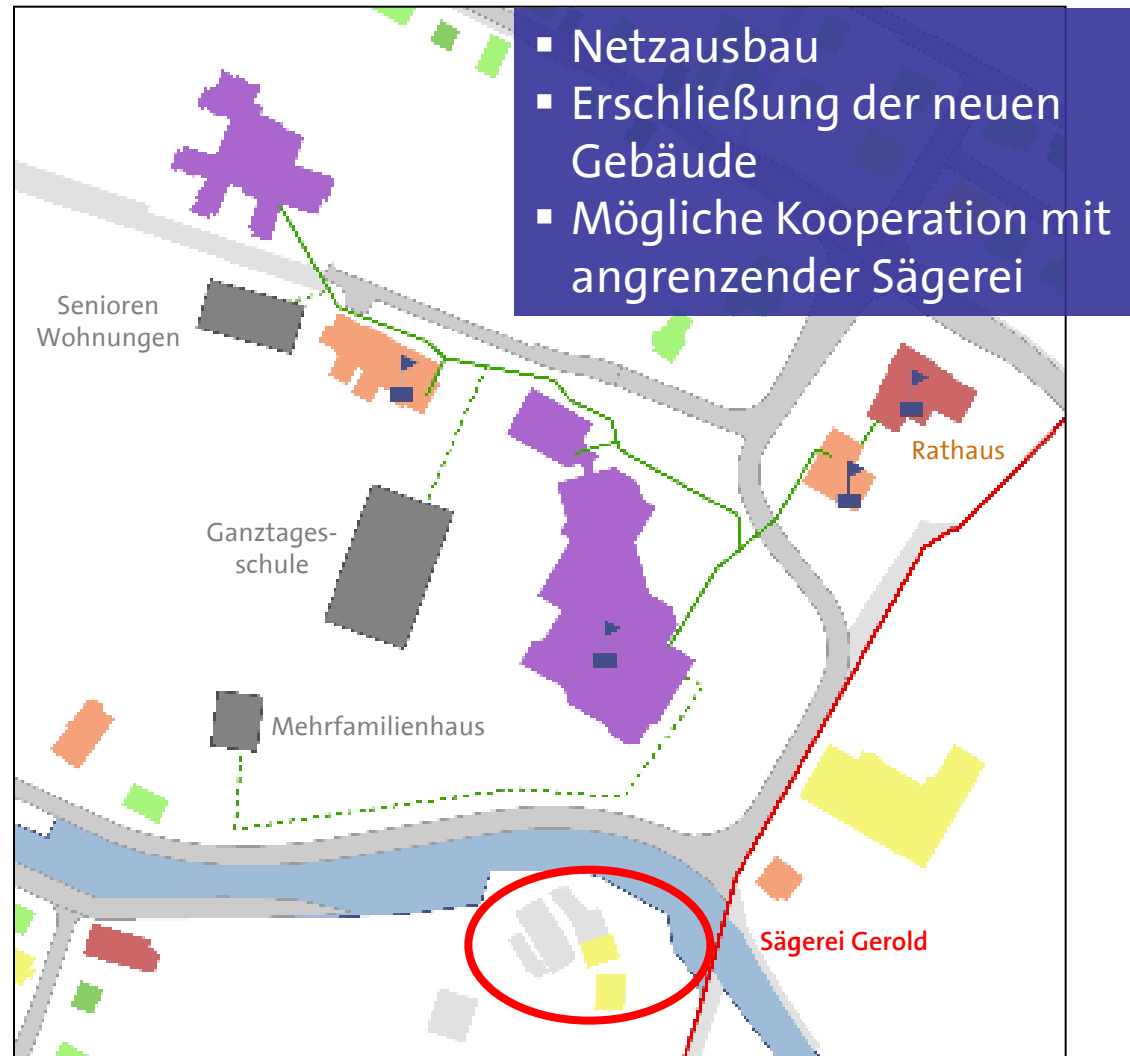 ▪ Netzausbau
▪ Erschließung der neuen
Gebäude
▪ Mögliche Kooperation mit
angrenzender Sägerei
Senioren
Wohnungen
Rathaus
Ganztages-
schule
Mehrfamilienhaus
Sägerei Gerold